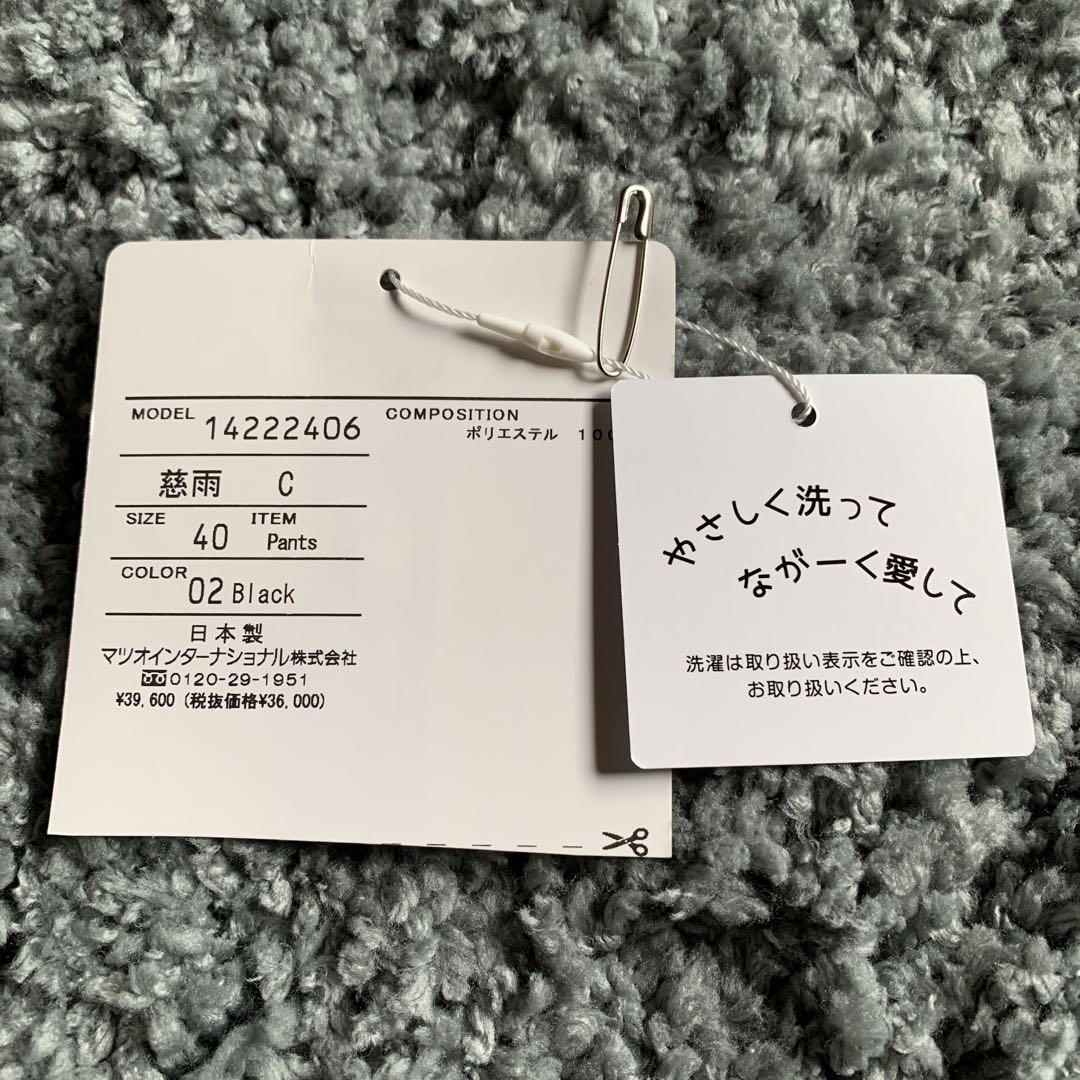 MODEL 14222406
慈雨 C
SIZE 40 ITEM Pants
COLOR 02 Black
日本製
マツオインターナショナル株式会社
0120-29-1951
¥39,600 (税抜価格¥36,000)
COMPOSITION
ポリエステル 100
やさしく洗って
ながーく愛して
洗濯は取り扱い表示をご確認の上、
お取り扱いください。